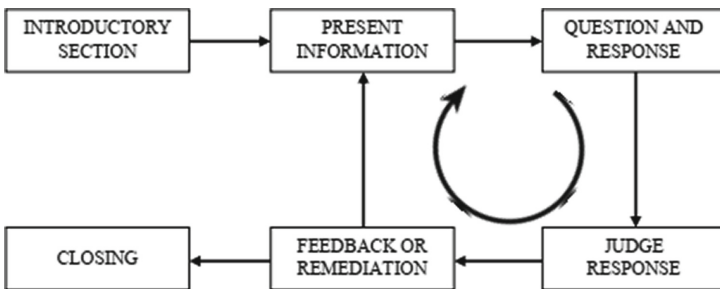 INTRODUCTORY
SECTION
PRESENT
INFORMATION
QUESTION AND
RESPONSE
CLOSING
FEEDBACK OR
REMEDIATION
JUDGE
RESPONSE